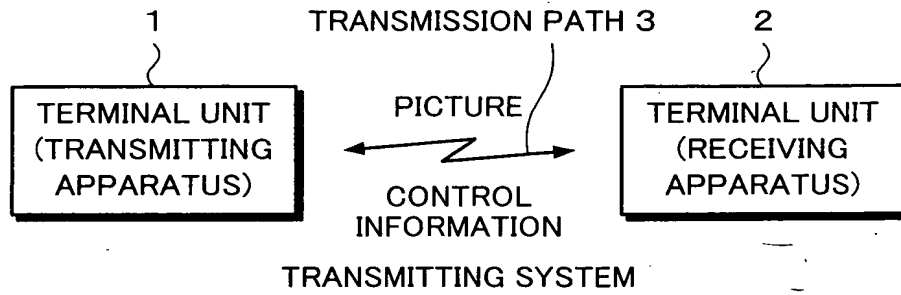 1
TRANSMISSION PATH 3
2
TERMINAL UNIT
(TRANSMITTING
APPARATUS)
PICTURE
CONTROL
INFORMATION
TERMINAL UNIT
(RECEIVING
APPARATUS)
TRANSMITTING SYSTEM